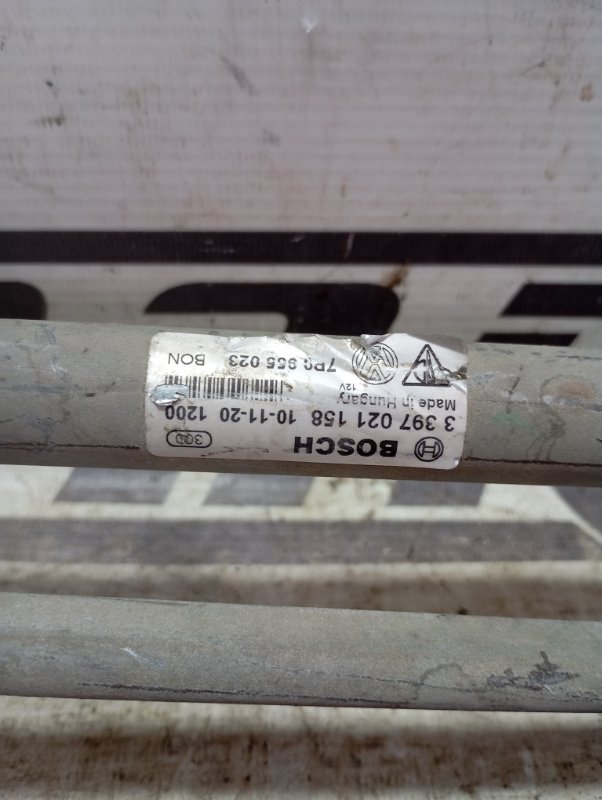 BOSCH
3 397 021 158 10-11-20 1200
Made in Hungary
12V
7P0 955 023 BON
300